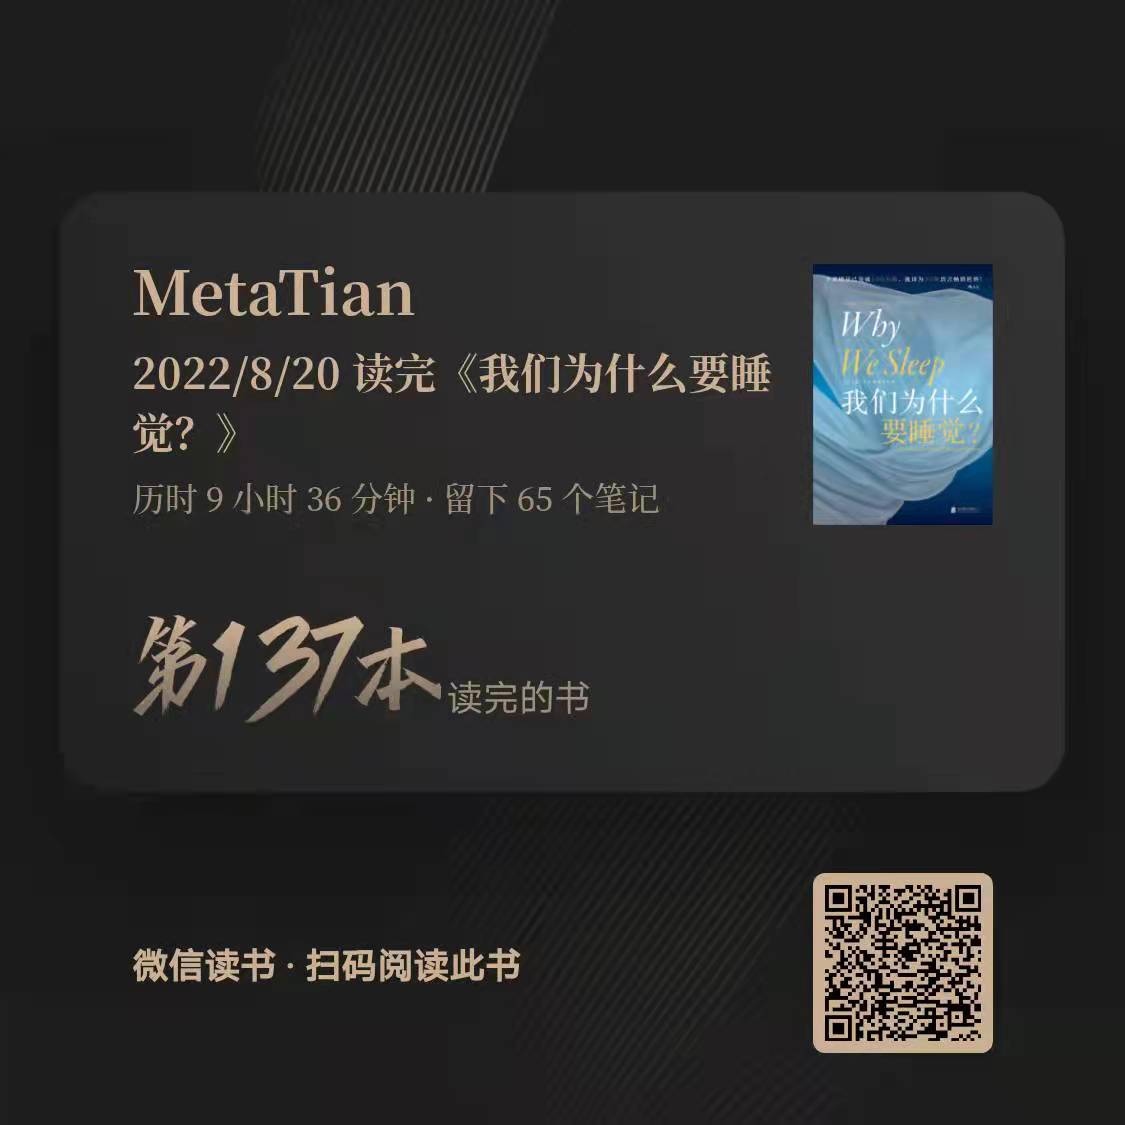 MetaTian
2022/8/20 读完《我们为什么要睡
觉？》
历时 9 小时 36 分钟 · 留下 65 个笔记
Why
We Sleep
我们为什么
要睡觉?
第137本 读完的书
微信读书 · 扫码阅读此书